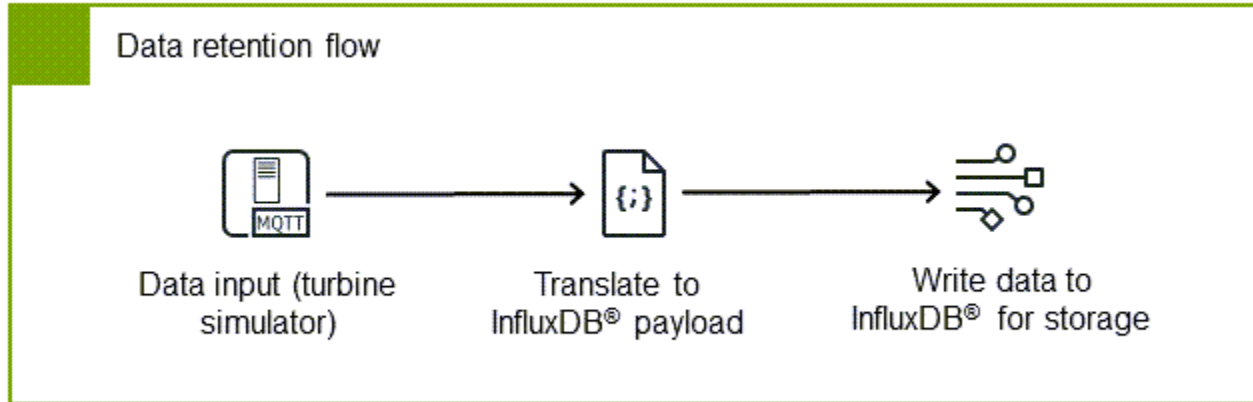 Data retention flow
MQTT
{;}
Data input (turbine
simulator)
Translate to
InfluxDB® payload
Write data to
InfluxDB® for storage